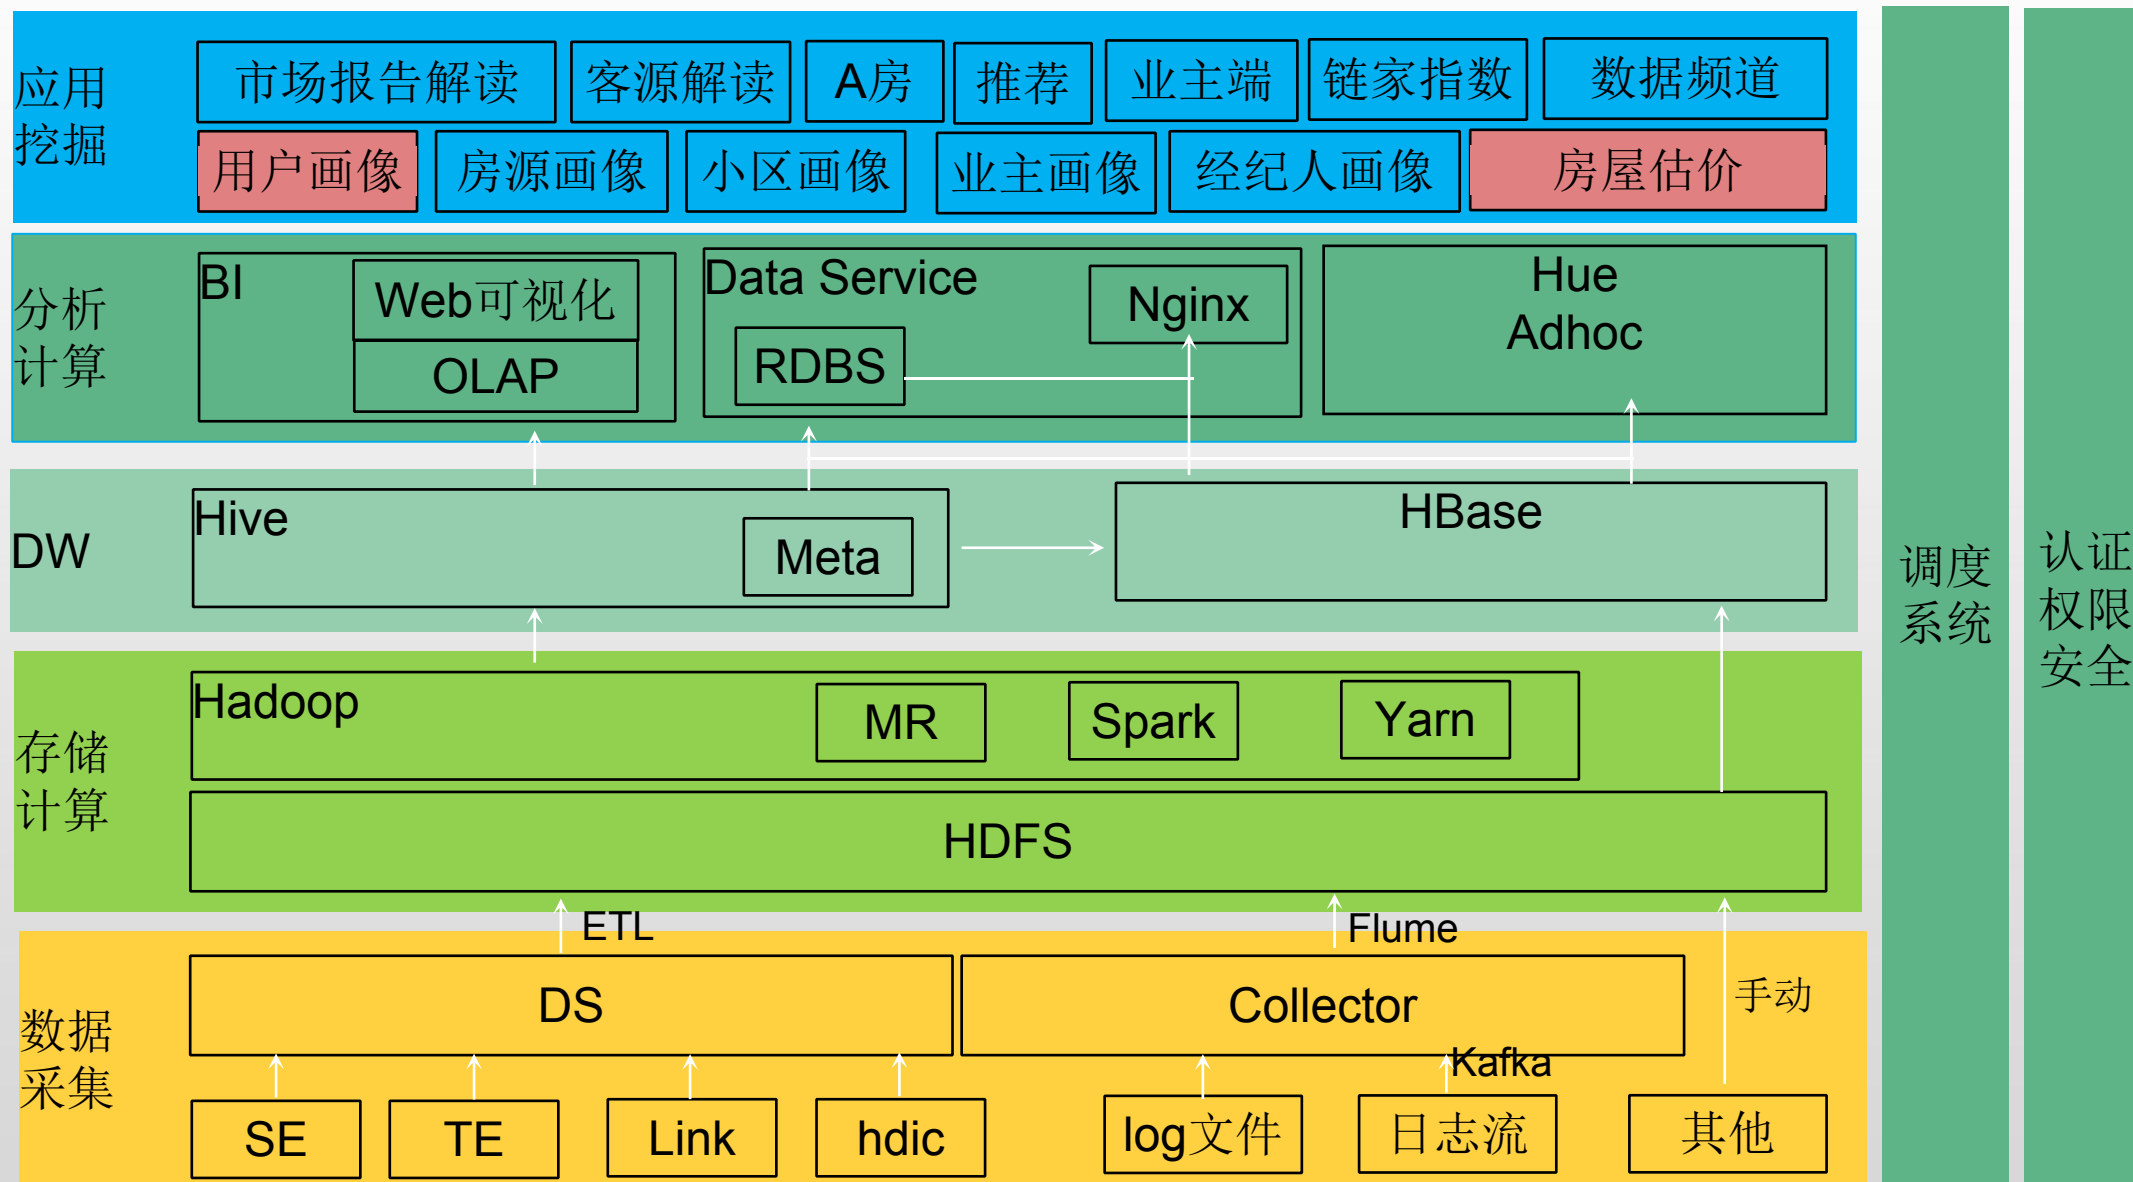 应用
挖掘
市场报告解读
客源解读
A房
推荐
业主端
链家指数
数据频道
用户画像
房源画像
小区画像
业主画像
经纪人画像
房屋估价
分析
计算
BI
Web可视化
OLAP
Data Service
Nginx
RDBS
Hue
Adhoc
DW
Hive
Meta
HBase
存储
计算
Hadoop
MR
Spark
Yarn
HDFS
ETL
Flume
数据
采集
DS
Collector
手动
Kafka
SE
TE
Link
hdic
log文件
日志流
其他
调度
系统
认证
权限
安全